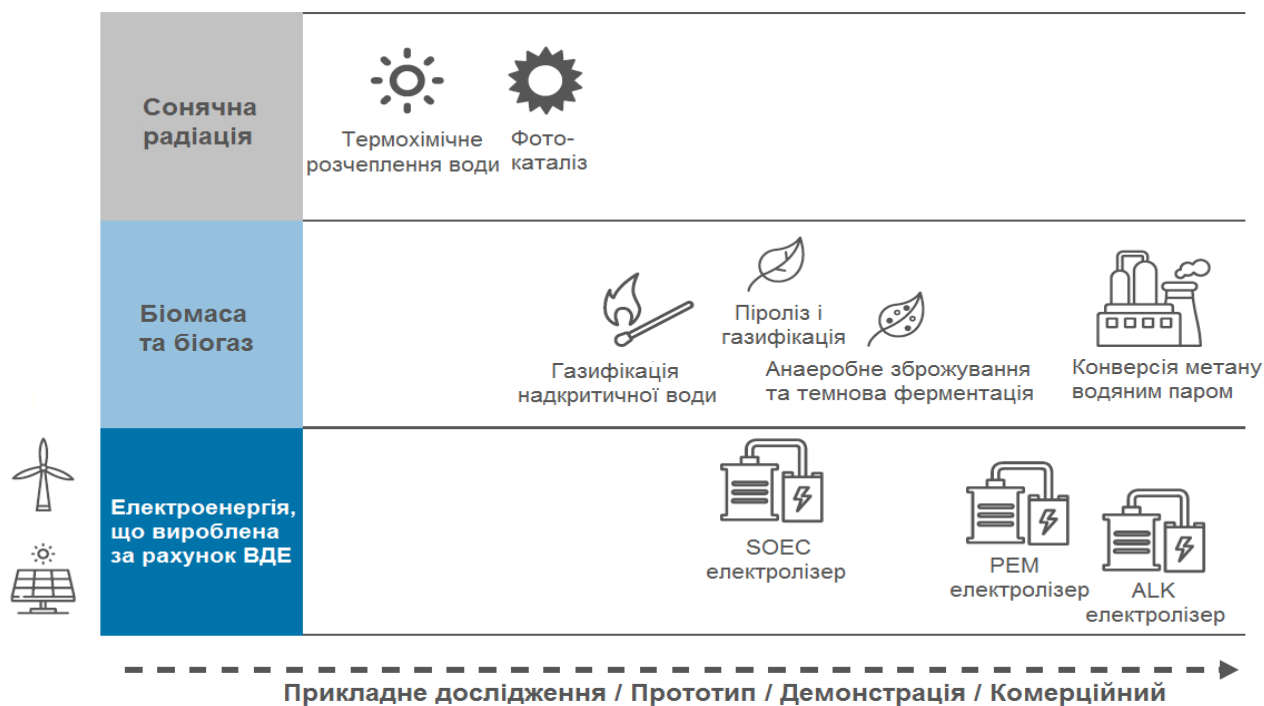 Сонячна
радіація
Термохімічне
розчеплення води
Фото-
каталіз
Біомаса
та біогаз
Газифікація
надкритичної води
Піроліз і
газифікація
Анаеробне зброжування
та темнова ферментація
Конверсія метану
водяним паром
Електроенергія,
що вироблена
за рахунок ВДЕ
SOEC
електролізер
PEM
електролізер
ALK
електролізер
Прикладне дослідження / Прототип / Демонстрація / Комерційний